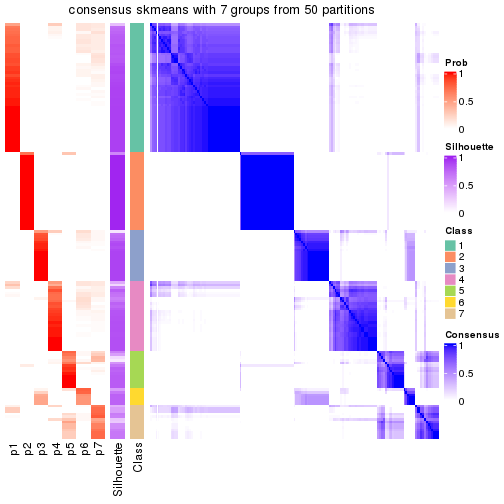 consensus skmeans with 7 groups from 50 partitions
Prob
1
0.5
0
Silhouette
1
0.5
0
Class
1
2
3
4
5
6
7
Consensus
1
0.5
0
p1
p2
p3
p4
p5
p6
p7
Silhouette
Class